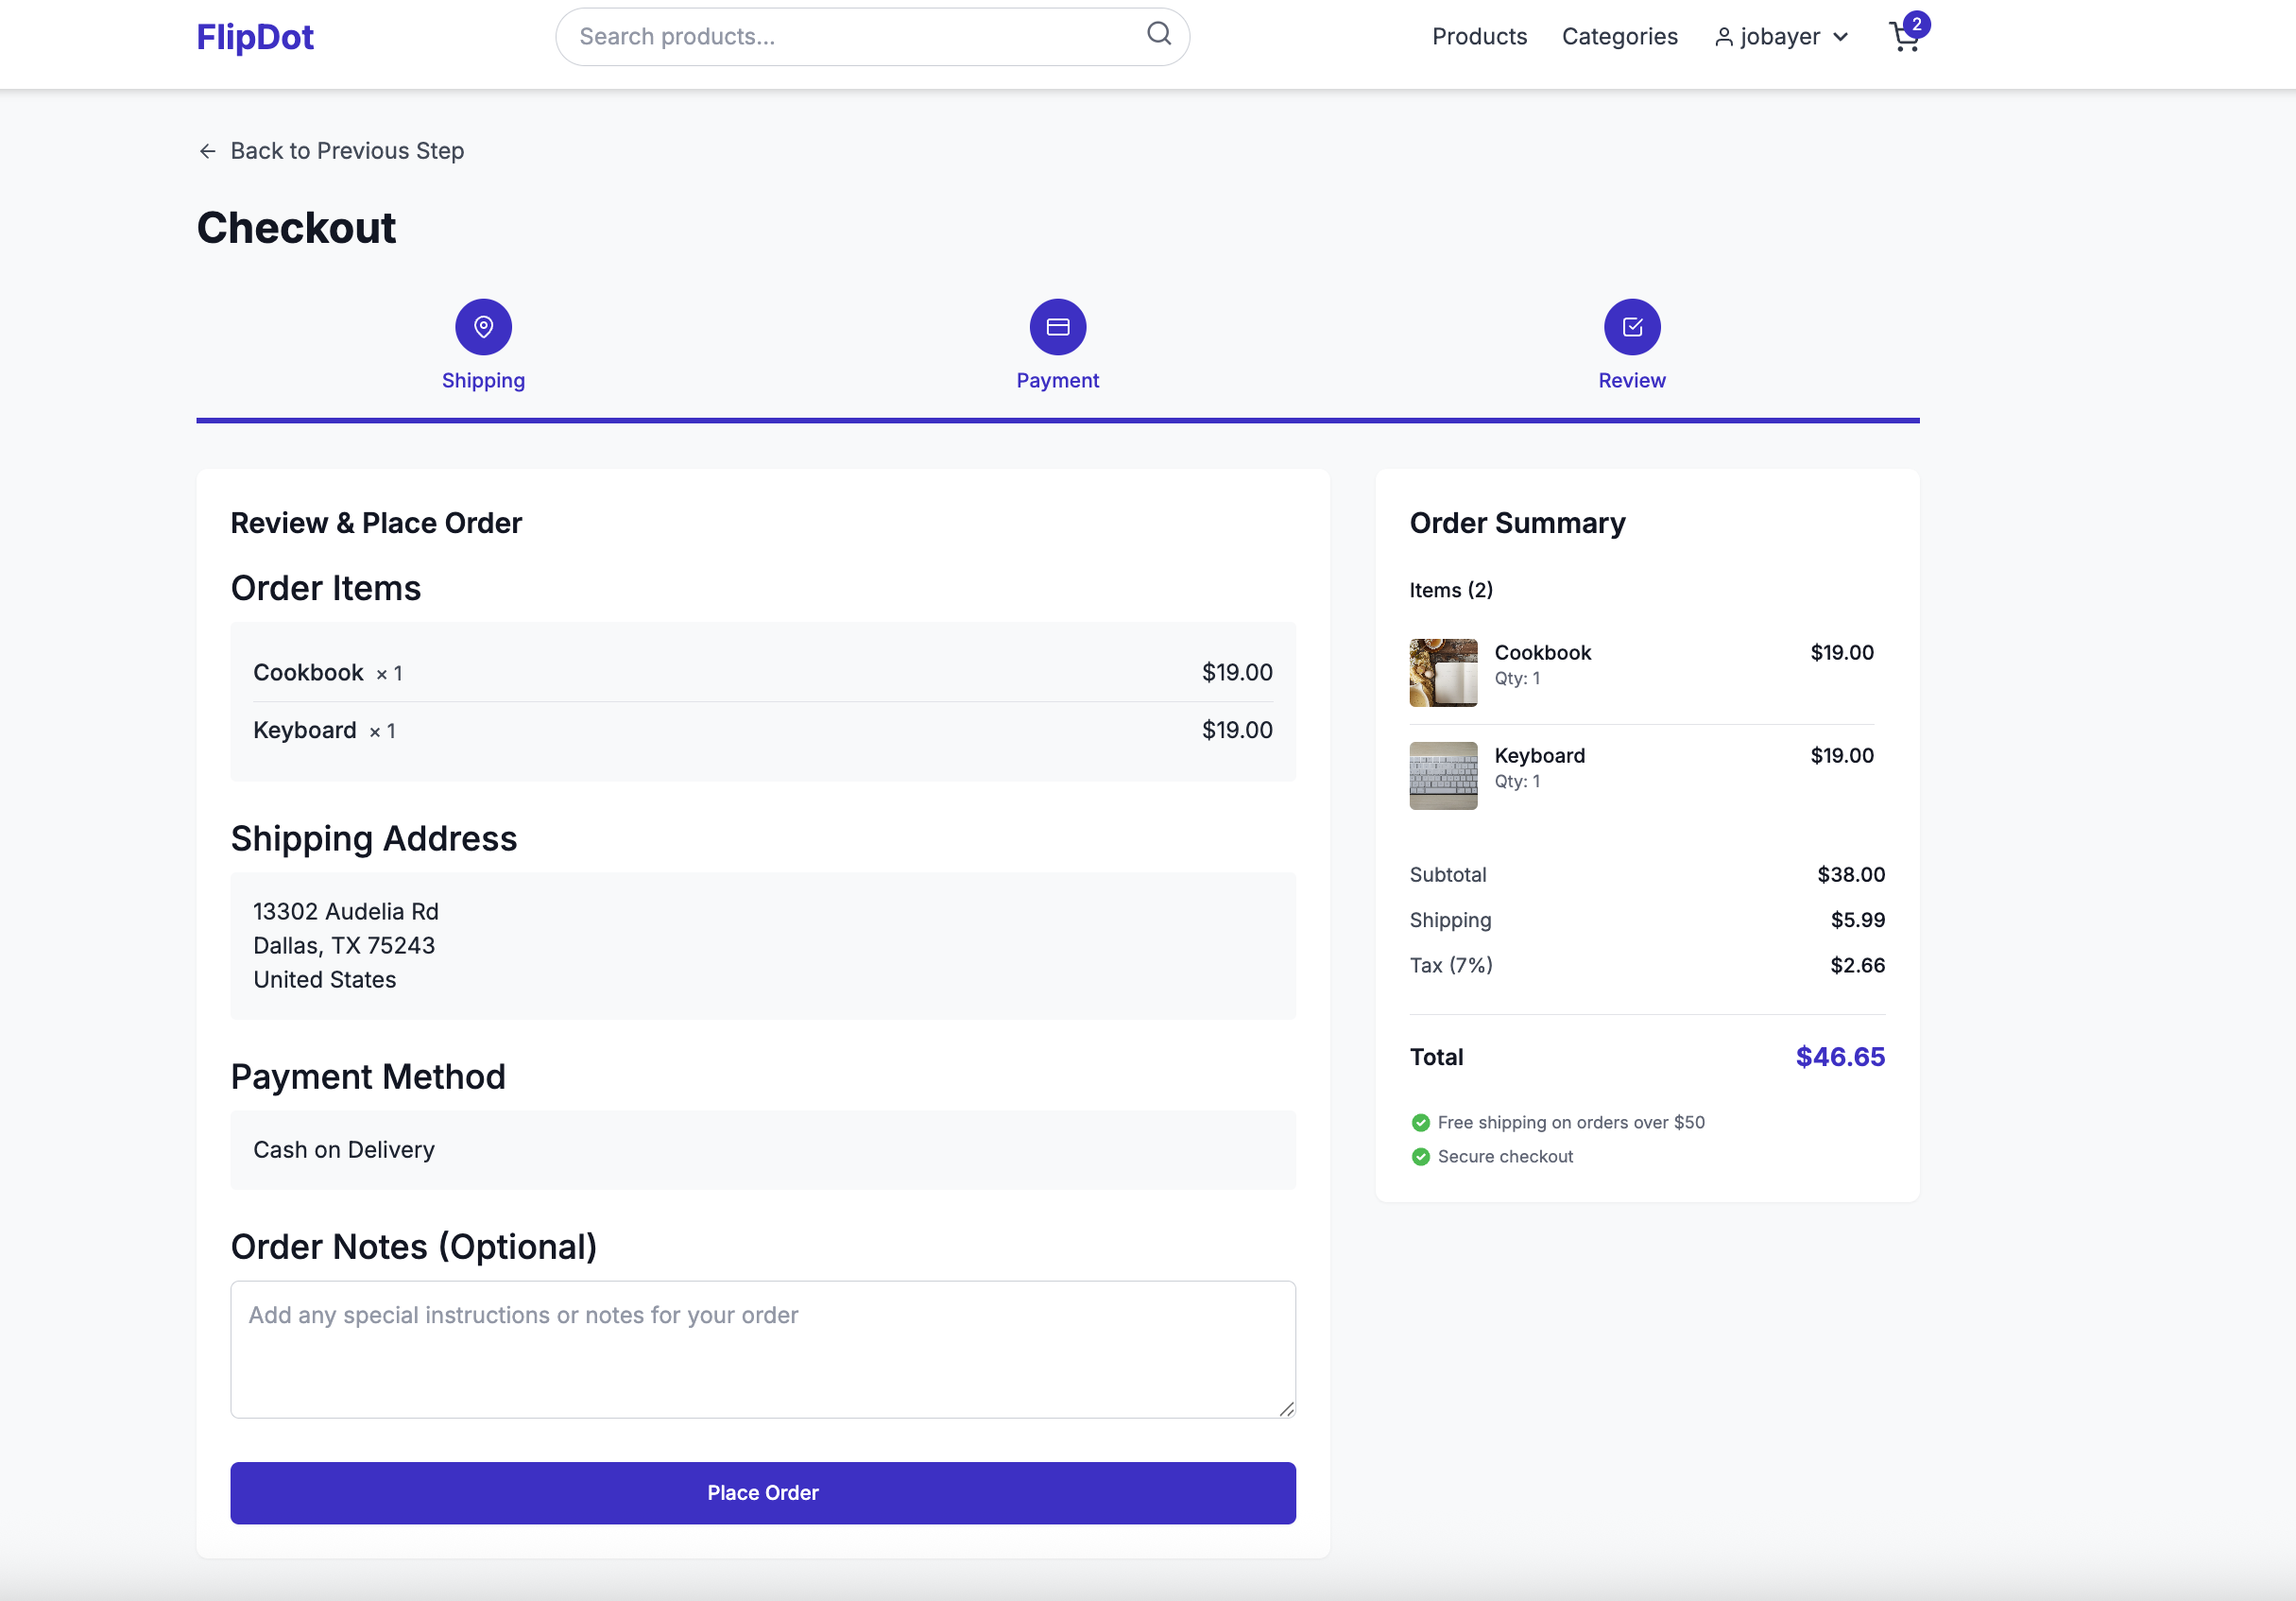 FlipDot
Search products...
Products
Categories
jobayer
2
Back to Previous Step
Checkout
Shipping
Payment
Review
Review & Place Order
Order Items
Cookbook × 1 $19.00
Keyboard × 1 $19.00
Shipping Address
13302 Audelia Rd
Dallas, TX 75243
United States
Payment Method
Cash on Delivery
Order Notes (Optional)
Add any special instructions or notes for your order
Place Order
Order Summary
Items (2)
Cookbook $19.00
Qty: 1
Keyboard $19.00
Qty: 1
Subtotal $38.00
Shipping $5.99
Tax (7%) $2.66
Total $46.65
Free shipping on orders over $50
Secure checkout